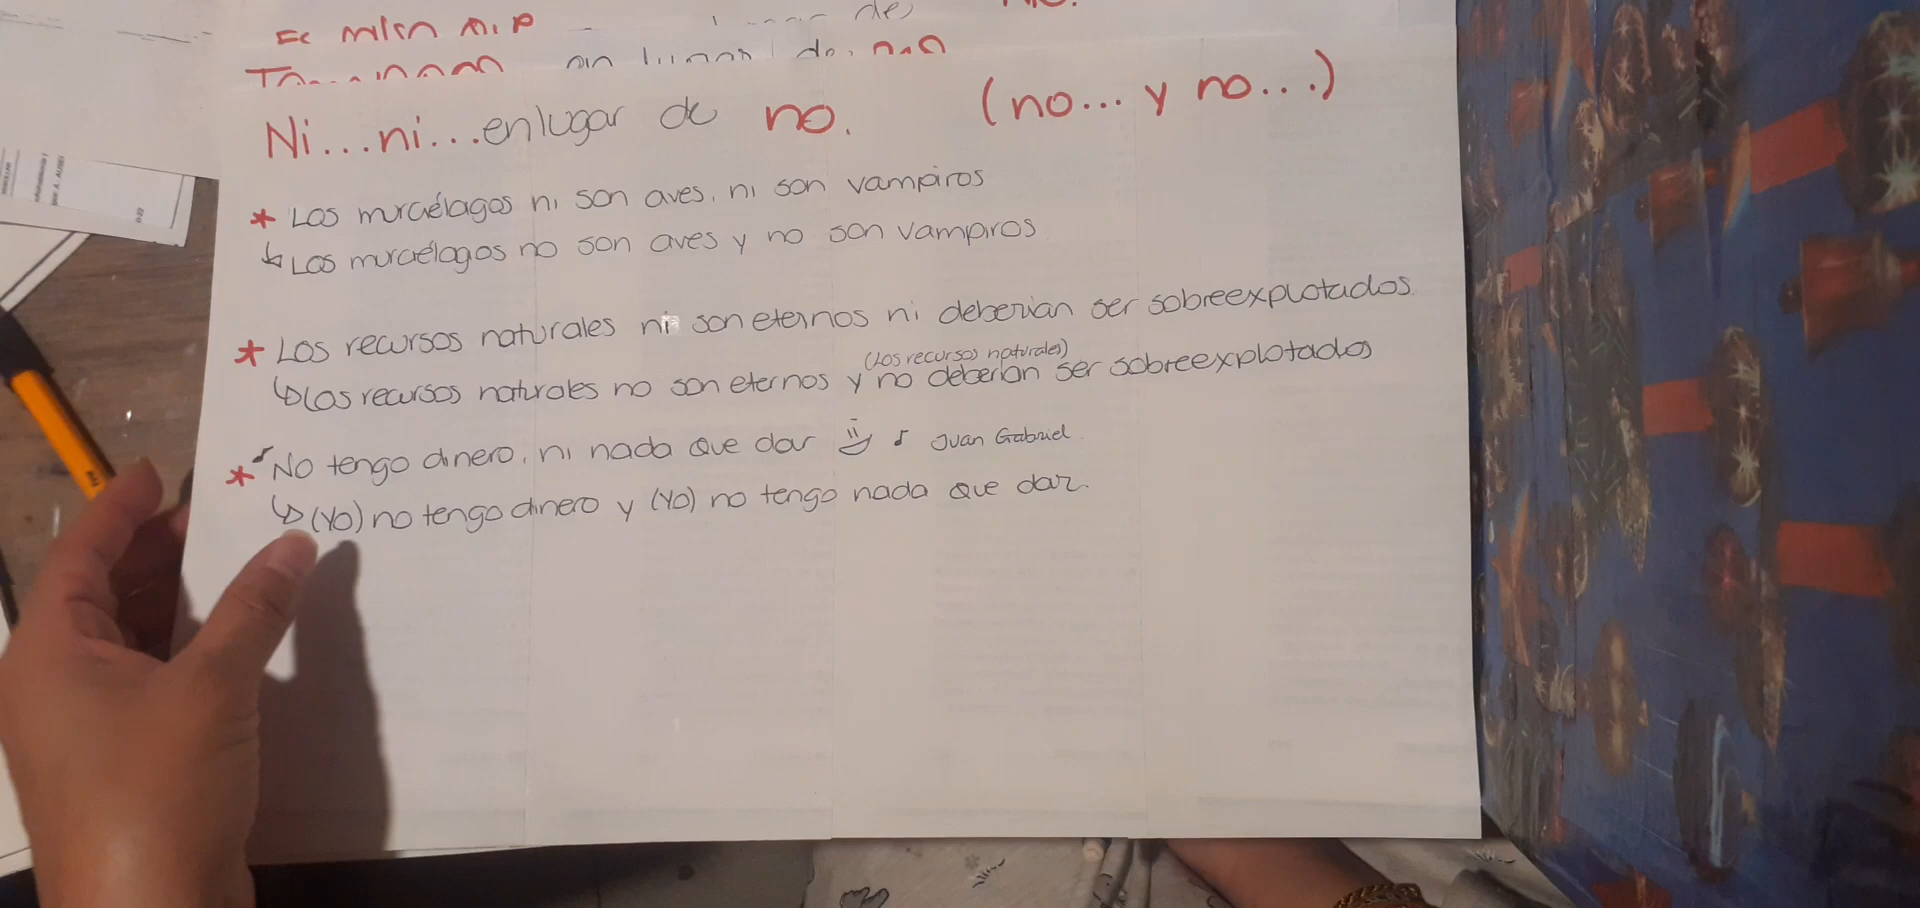 Ni...ni...en lugar de no. (no... y no...)
* Los murciélagos ni son aves, ni son vampiros
↳ Los murciélagos no son aves y no son vampiros
* Los recursos naturales ni son eternos ni deberían ser sobreexplotados.
(Los recursos naturales)
↳ Los recursos naturales no son eternos y no deberían ser sobreexplotados
* ♪ No tengo dinero, ni nada que dar ♪ Juan Gabriel.
↳ (Yo) no tengo dinero y (Yo) no tengo nada que dar.